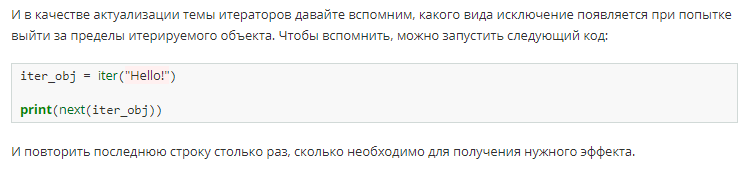 И в качестве актуализации темы итераторов давайте вспомним, какого вида исключение появляется при попытке
выйти за пределы итерируемого объекта. Чтобы вспомнить, можно запустить следующий код:
iter_obj = iter("Hello!")
print(next(iter_obj))
И повторить последнюю строку столько раз, сколько необходимо для получения нужного эффекта.